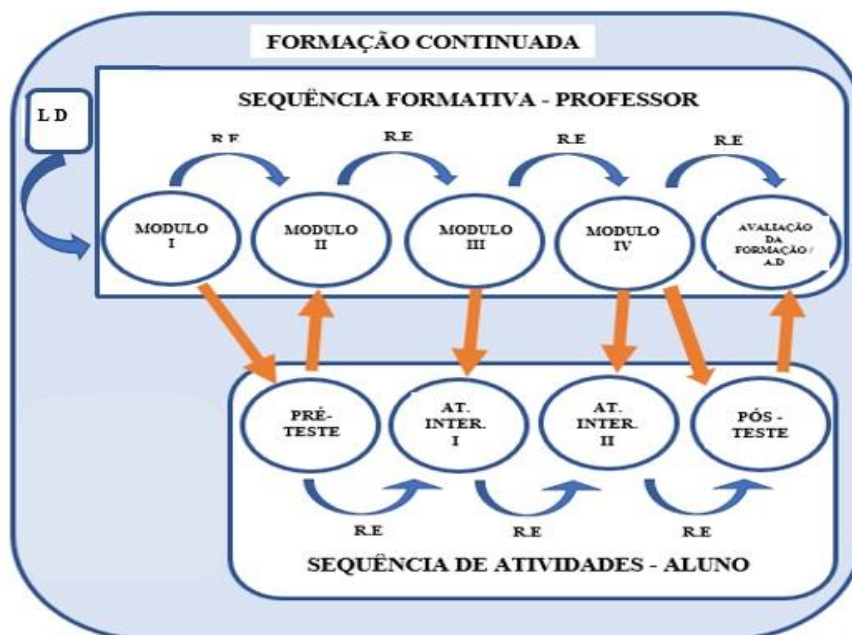 FORMAÇÃO CONTINUADA
L D
SEQUÊNCIA FORMATIVA - PROFESSOR
R.E
R.E
R.E
R.E
MODULO
I
MODULO
II
MODULO
III
MODULO
IV
AVALIAÇÃO
DA
FORMAÇÃO /
A.D
PRÉ-
TESTE
AT.
INTER.
I
AT.
INTER.
II
PÓS -
TESTE
R.E
R.E
R.E
SEQUÊNCIA DE ATIVIDADES - ALUNO